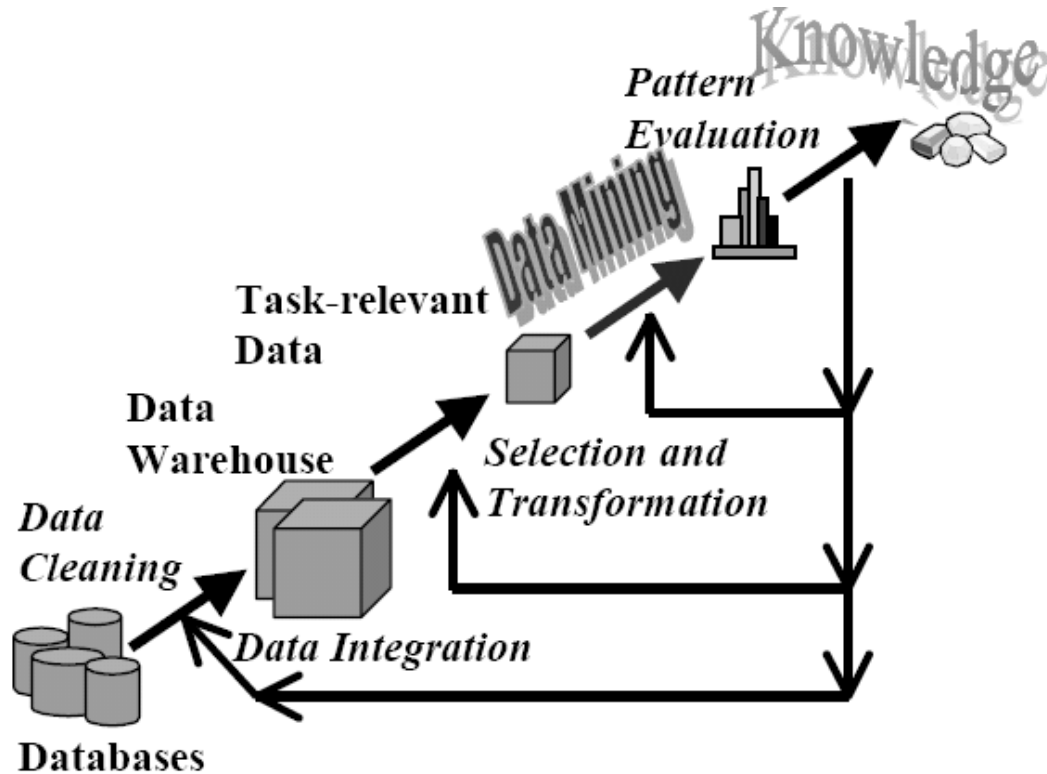 Knowledge
Pattern
Evaluation
Data Mining
Task-relevant
Data
Data
Warehouse
Selection and
Transformation
Data
Cleaning
Data Integration
Databases